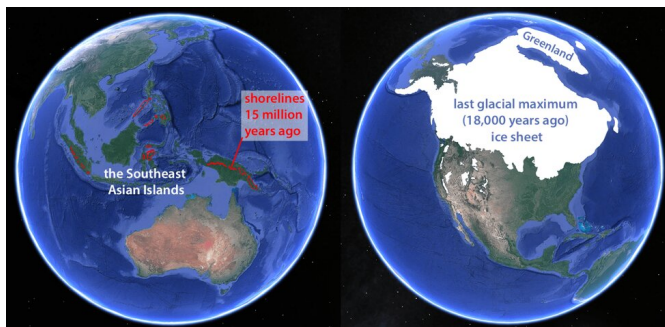 shorelines
15 million
years ago
the Southeast
Asian Islands
Greenland
last glacial maximum
(18,000 years ago)
ice sheet